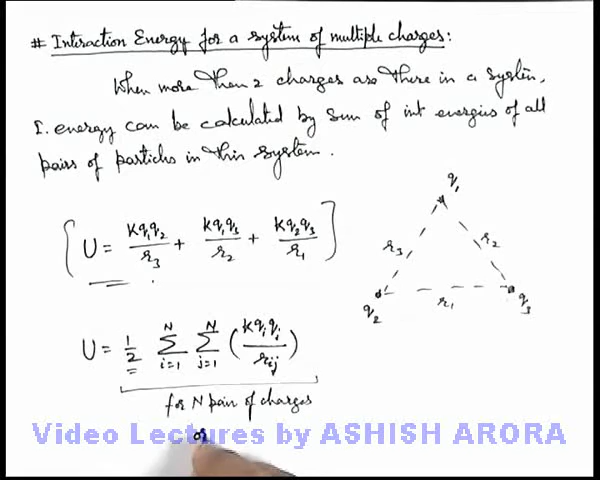 # Interaction Energy for a system of multiple charges:
When more than 2 charges are there in a system,
I. energy can be calculated by sum of int energies of all
pairs of particles in this system.
U = kq₁q₂/r₃ + kq₁q₃/r₂ + kq₂q₃/r₁
q₁
r₃ r₂
q₂ r₁ q₃
U = 1/2 ∑_{i=1}^{N} ∑_{j=1}^{N} (kqᵢqⱼ/rᵢⱼ)
for N pair of charges
Video Lectures by ASHISH ARORA
or